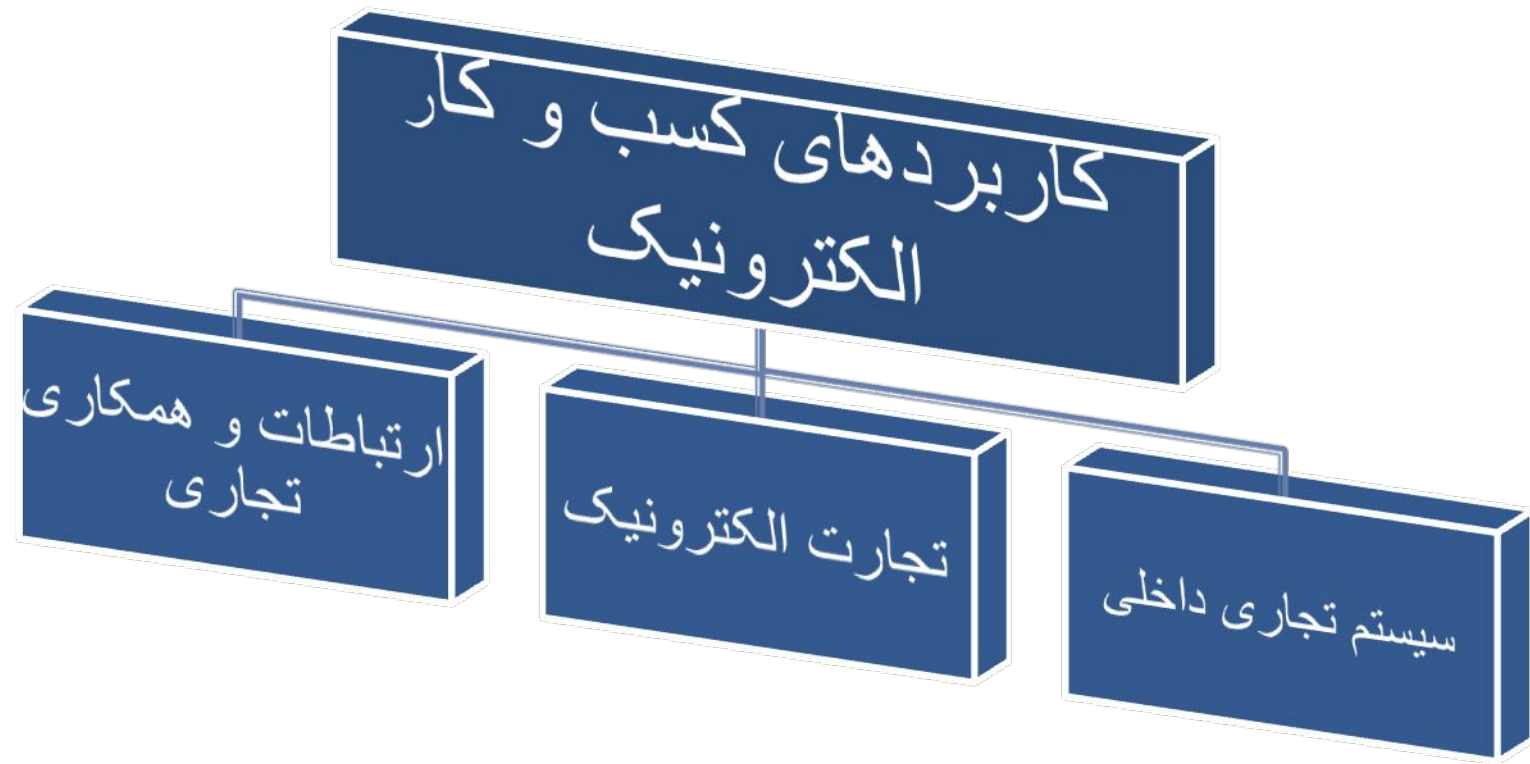 کاربردهای کسب و کار
الکترونیک
سیستم تجاری داخلی
تجارت الکترونیک
ارتباطات و همکاری
تجاری